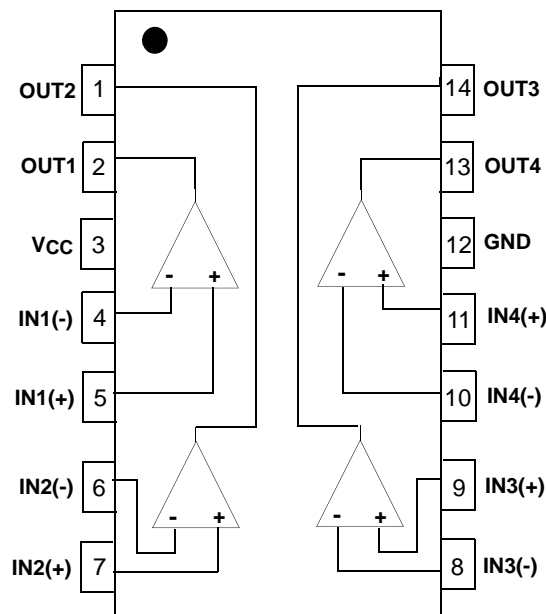 OUT2 1 14 OUT3
OUT1 2 13 OUT4
VCC 3 12 GND
- + - +
IN1(-) 4 11 IN4(+)
IN1(+) 5 10 IN4(-)
IN2(-) 6 9 IN3(+)
- + - +
IN2(+) 7 8 IN3(-)